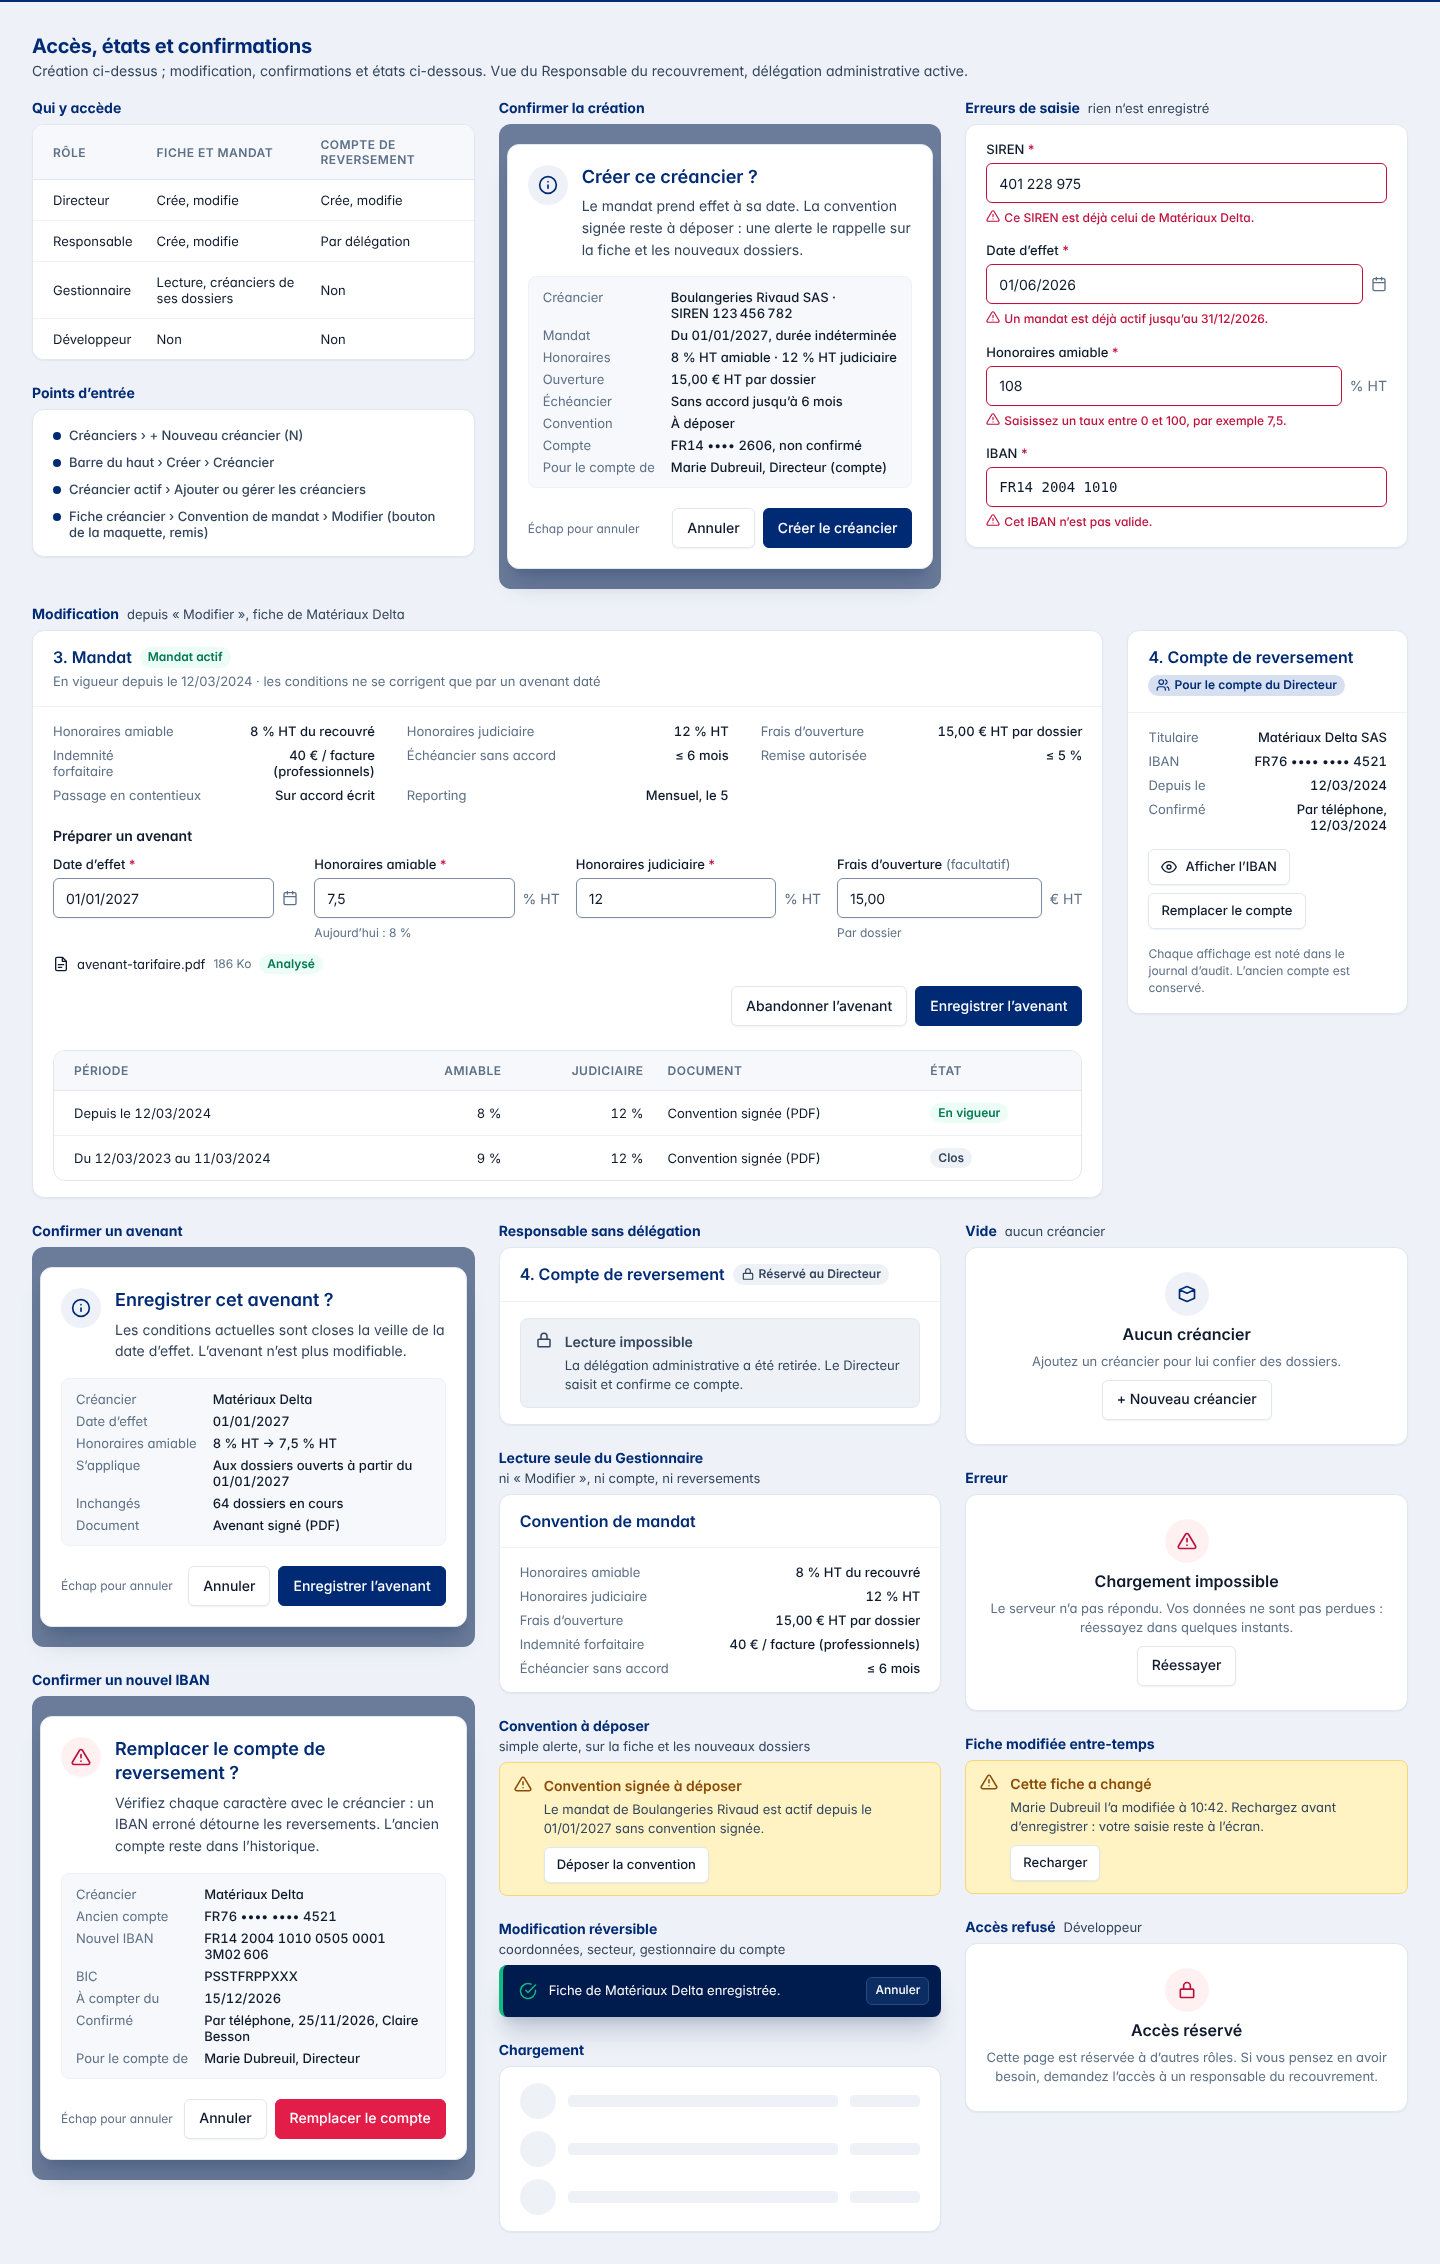 Accès, états et confirmations
Création ci-dessus ; modification, confirmations et états ci-dessous. Vue du Responsable du recouvrement, délégation administrative active.
Qui y accède
RÔLE FICHE ET MANDAT COMPTE DE REVERSEMENT
Directeur Crée, modifie Crée, modifie
Responsable Crée, modifie Par délégation
Gestionnaire Lecture, créanciers de ses dossiers Non
Développeur Non Non
Points d’entrée
Créanciers › + Nouveau créancier (N)
Barre du haut › Créer › Créancier
Créancier actif › Ajouter ou gérer les créanciers
Fiche créancier › Convention de mandat › Modifier (bouton
de la maquette, remis)
Confirmer la création
Créer ce créancier ?
Le mandat prend effet à sa date. La convention
signée reste à déposer : une alerte le rappelle sur
la fiche et les nouveaux dossiers.
Créancier Boulangeries Rivaud SAS ·
SIREN 123 456 782
Mandat Du 01/01/2027, durée indéterminée
Honoraires 8 % HT amiable · 12 % HT judiciaire
Ouverture 15,00 € HT par dossier
Échéancier Sans accord jusqu’à 6 mois
Convention À déposer
Compte FR14 •••• 2606, non confirmé
Pour le compte de Marie Dubreuil, Directeur (compte)
Échap pour annuler Annuler Créer le créancier
Erreurs de saisie rien n’est enregistré
SIREN *
401 228 975
Ce SIREN est déjà celui de Matériaux Delta.
Date d’effet *
01/06/2026
Un mandat est déjà actif jusqu’au 31/12/2026.
Honoraires amiable *
108 % HT
Saisissez un taux entre 0 et 100, par exemple 7,5.
IBAN *
FR14 2004 1010
Cet IBAN n’est pas valide.
Modification depuis « Modifier », fiche de Matériaux Delta
3. Mandat Mandat actif
En vigueur depuis le 12/03/2024 · les conditions ne se corrigent que par un avenant daté
Honoraires amiable 8 % HT du recouvré Honoraires judiciaire 12 % HT Frais d’ouverture 15,00 € HT par dossier
Indemnité forfaitaire 40 € / facture (professionnels) Échéancier sans accord ≤ 6 mois Remise autorisée ≤ 5 %
Passage en contentieux Sur accord écrit Reporting Mensuel, le 5
Préparer un avenant
Date d’effet * Honoraires amiable * Honoraires judiciaire * Frais d’ouverture (facultatif)
01/01/2027 7,5 % HT 12 % HT 15,00 € HT
Aujourd’hui : 8 % Par dossier
avenant-tarifaire.pdf 186 Ko Analysé
Abandonner l’avenant Enregistrer l’avenant
PÉRIODE AMIABLE JUDICIAIRE DOCUMENT ÉTAT
Depuis le 12/03/2024 8 % 12 % Convention signée (PDF) En vigueur
Du 12/03/2023 au 11/03/2024 9 % 12 % Convention signée (PDF) Clos
4. Compte de reversement
Pour le compte du Directeur
Titulaire Matériaux Delta SAS
IBAN FR76 •••• •••• 4521
Depuis le 12/03/2024
Confirmé Par téléphone,
12/03/2024
Afficher l’IBAN
Remplacer le compte
Chaque affichage est noté dans le
journal d’audit. L’ancien compte est
conservé.
Confirmer un avenant
Enregistrer cet avenant ?
Les conditions actuelles sont closes la veille de la
date d’effet. L’avenant n’est plus modifiable.
Créancier Matériaux Delta
Date d’effet 01/01/2027
Honoraires amiable 8 % HT → 7,5 % HT
S’applique Aux dossiers ouverts à partir du
01/01/2027
Inchangés 64 dossiers en cours
Document Avenant signé (PDF)
Échap pour annuler Annuler Enregistrer l’avenant
Confirmer un nouvel IBAN
Remplacer le compte de
reversement ?
Vérifiez chaque caractère avec le créancier : un
IBAN erroné détourne les reversements. L’ancien
compte reste dans l’historique.
Créancier Matériaux Delta
Ancien compte FR76 •••• •••• 4521
Nouvel IBAN FR14 2004 1010 0505 0001
3M02 606
BIC PSSTFRPPXXX
À compter du 15/12/2026
Confirmé Par téléphone, 25/11/2026, Claire
Besson
Pour le compte de Marie Dubreuil, Directeur
Échap pour annuler Annuler Remplacer le compte
Responsable sans délégation
4. Compte de reversement Réservé au Directeur
Lecture impossible
La délégation administrative a été retirée. Le Directeur
saisit et confirme ce compte.
Lecture seule du Gestionnaire
ni « Modifier », ni compte, ni reversements
Convention de mandat
Honoraires amiable 8 % HT du recouvré
Honoraires judiciaire 12 % HT
Frais d’ouverture 15,00 € HT par dossier
Indemnité forfaitaire 40 € / facture (professionnels)
Échéancier sans accord ≤ 6 mois
Convention à déposer
simple alerte, sur la fiche et les nouveaux dossiers
Convention signée à déposer
Le mandat de Boulangeries Rivaud est actif depuis le
01/01/2027 sans convention signée.
Déposer la convention
Modification réversible
coordonnées, secteur, gestionnaire du compte
Fiche de Matériaux Delta enregistrée. Annuler
Chargement
Vide aucun créancier
Aucun créancier
Ajoutez un créancier pour lui confier des dossiers.
+ Nouveau créancier
Erreur
Chargement impossible
Le serveur n’a pas répondu. Vos données ne sont pas perdues :
réessayez dans quelques instants.
Réessayer
Fiche modifiée entre-temps
Cette fiche a changé
Marie Dubreuil l’a modifiée à 10:42. Rechargez avant
d’enregistrer : votre saisie reste à l’écran.
Recharger
Accès refusé Développeur
Accès réservé
Cette page est réservée à d’autres rôles. Si vous pensez en avoir
besoin, demandez l’accès à un responsable du recouvrement.